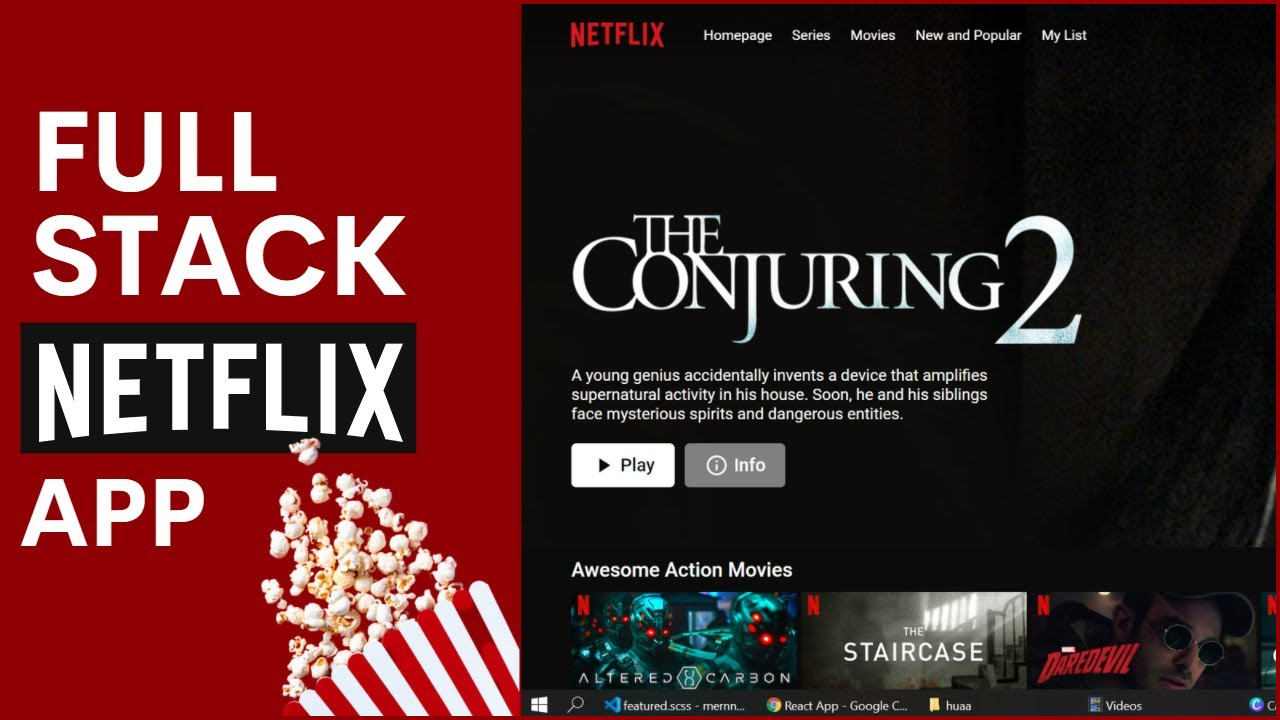 FULL
STACK
NETFLIX
APP
NETFLIX
Homepage Series Movies New and Popular My List
THE
CONJURING 2
A young genius accidentally invents a device that amplifies
supernatural activity in his house. Soon, he and his siblings
face mysterious spirits and dangerous entities.
Play Info
Awesome Action Movies
N
ALTERED CARBON
N
THE
STAIRCASE
N
MARVEL
DAREDEVIL
featured.scss - mernn... React App - Google C... huaa Videos